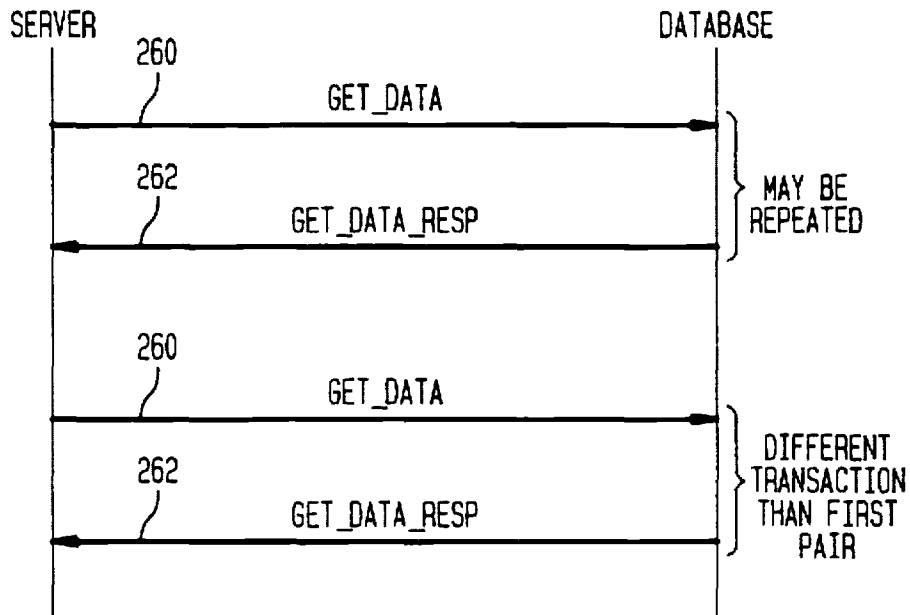 SERVER
DATABASE
260
GET_DATA
262
GET_DATA_RESP
MAY BE
REPEATED
260
GET_DATA
262
GET_DATA_RESP
DIFFERENT
TRANSACTION
THAN FIRST
PAIR